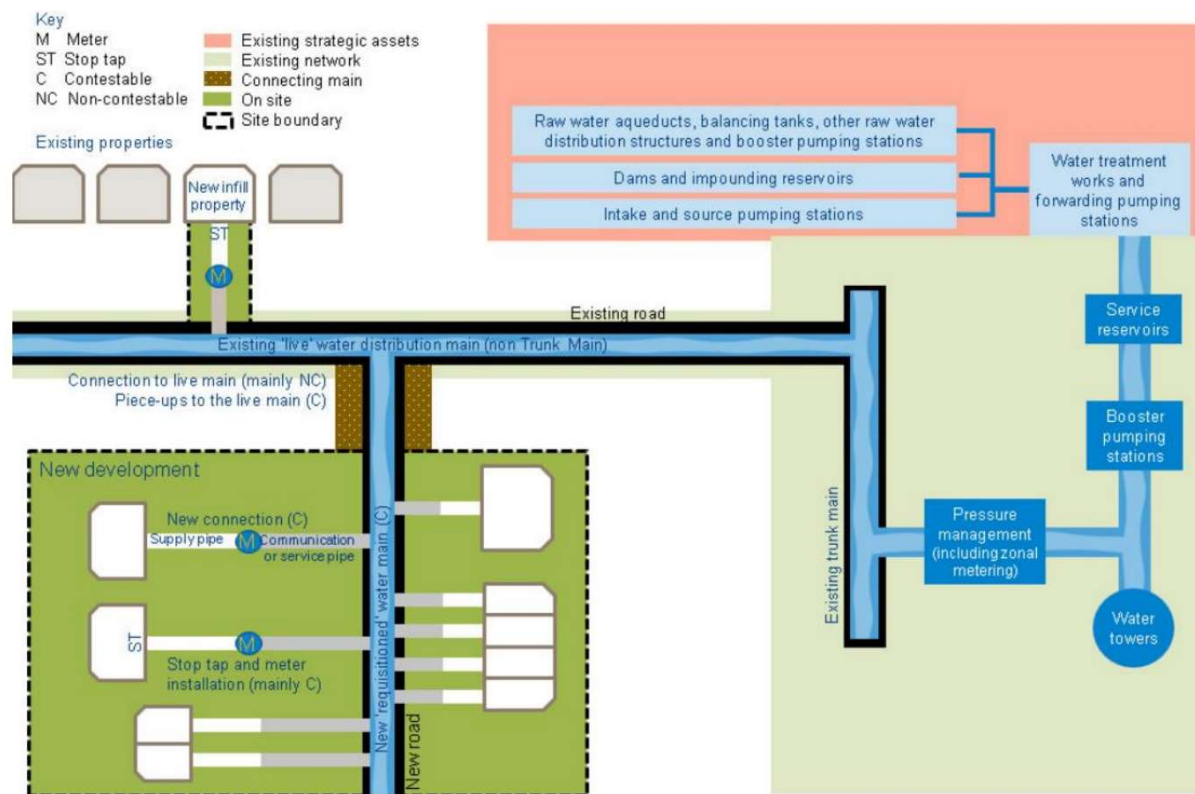 Key
M Meter
ST Stop tap
C Contestable
NC Non-contestable
Existing strategic assets
Existing network
Connecting main
On site
Site boundary
Existing properties
New infill
property
ST
M
Raw water aqueducts, balancing tanks, other raw water
distribution structures and booster pumping stations
Dams and impounding reservoirs
Intake and source pumping stations
Water treatment
works and
forwarding pumping
stations
Existing road
Existing 'live' water distribution main (non Trunk Main)
Service
reservoirs
Connection to live main (mainly NC)
Piece-ups to the live main (C)
Booster
pumping
stations
New development
New connection (C)
Supply pipe
M
Communication
or service pipe
New 'requisitioned' water main (C)
Existing trunk main
Pressure
management
(including zonal
metering)
Water
towers
ST
M
Stop tap and meter
installation (mainly C)
New road